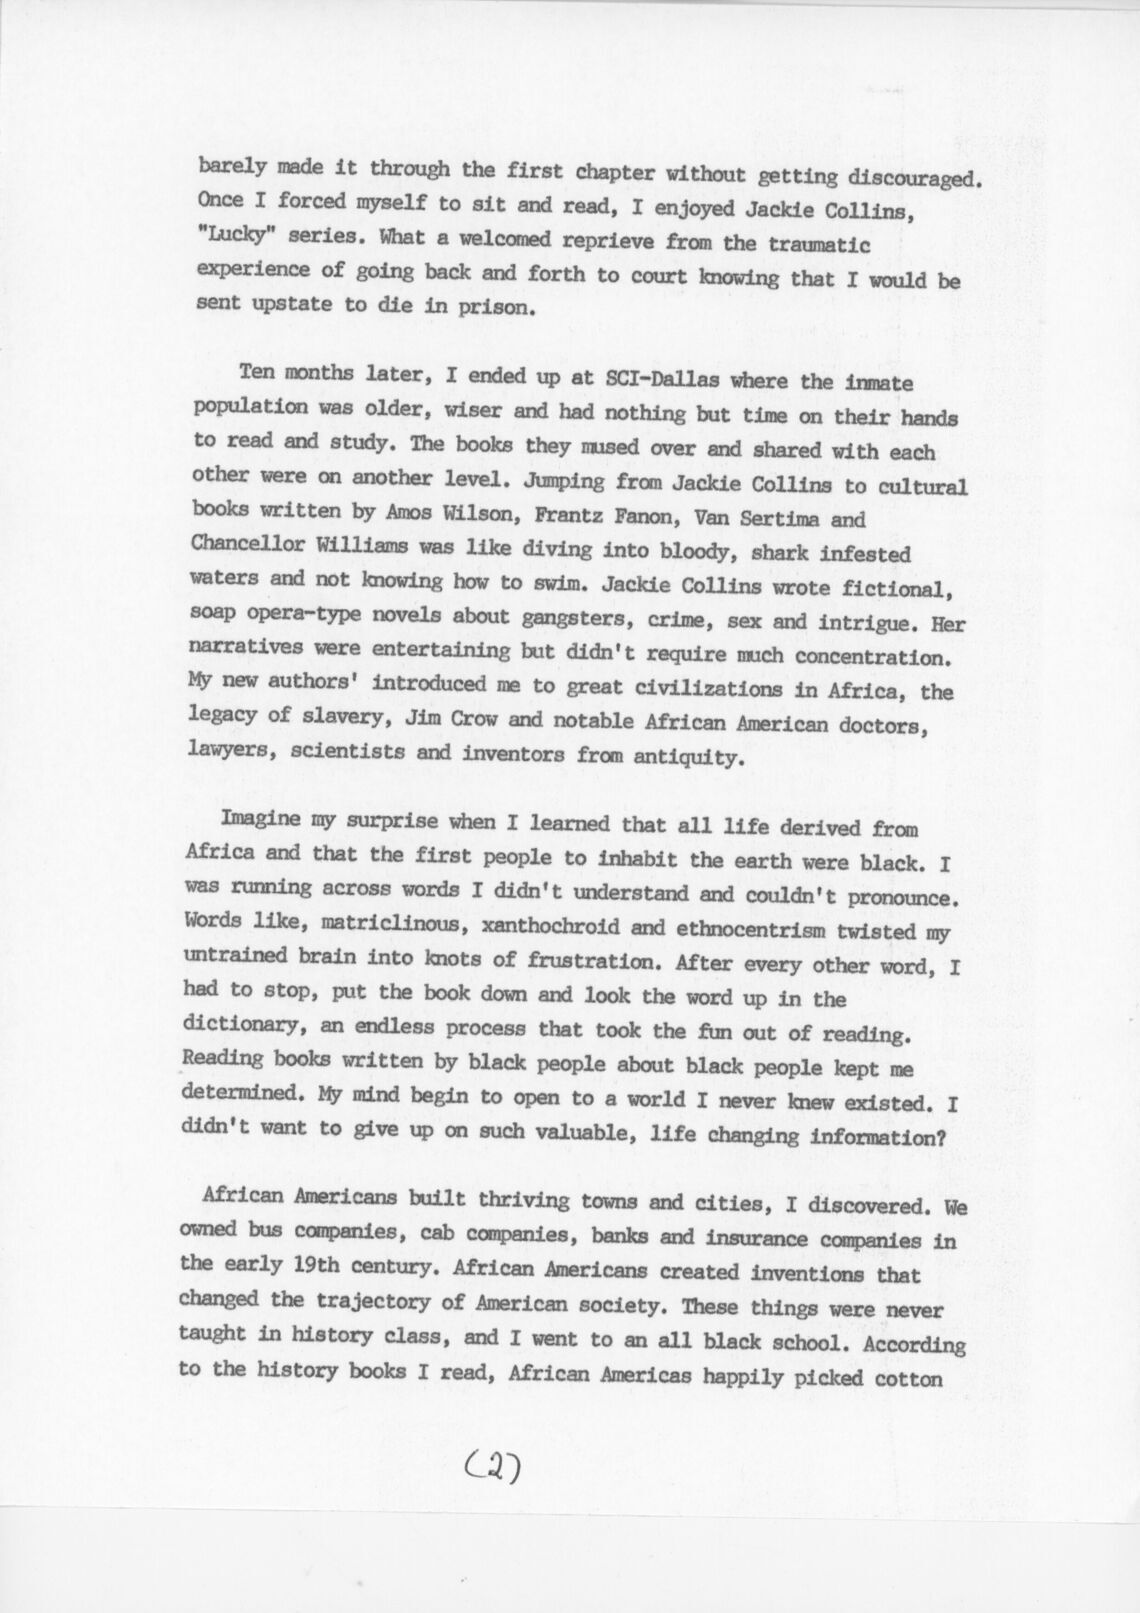 barely made it through the first chapter without getting discouraged.
Once I forced myself to sit and read, I enjoyed Jackie Collins,
"Lucky" series. What a welcomed reprieve from the traumatic
experience of going back and forth to court knowing that I would be
sent upstate to die in prison.
Ten months later, I ended up at SCI-Dallas where the inmate
population was older, wiser and had nothing but time on their hands
to read and study. The books they mused over and shared with each
other were on another level. Jumping from Jackie Collins to cultural
books written by Amos Wilson, Frantz Fanon, Van Sertima and
Chancellor Williams was like diving into bloody, shark infested
waters and not knowing how to swim. Jackie Collins wrote fictional,
soap opera-type novels about gangsters, crime, sex and intrigue. Her
narratives were entertaining but didn't require much concentration.
My new authors' introduced me to great civilizations in Africa, the
legacy of slavery, Jim Crow and notable African American doctors,
lawyers, scientists and inventors from antiquity.
Imagine my surprise when I learned that all life derived from
Africa and that the first people to inhabit the earth were black. I
was running across words I didn't understand and couldn't pronounce.
Words like, matriclinous, xanthochroid and ethnocentrism twisted my
untrained brain into knots of frustration. After every other word, I
had to stop, put the book down and look the word up in the
dictionary, an endless process that took the fun out of reading.
Reading books written by black people about black people kept me
determined. My mind begin to open to a world I never knew existed. I
didn't want to give up on such valuable, life changing information?
African Americans built thriving towns and cities, I discovered. We
owned bus companies, cab companies, banks and insurance companies in
the early 19th century. African Americans created inventions that
changed the trajectory of American society. These things were never
taught in history class, and I went to an all black school. According
to the history books I read, African Americas happily picked cotton
(2)